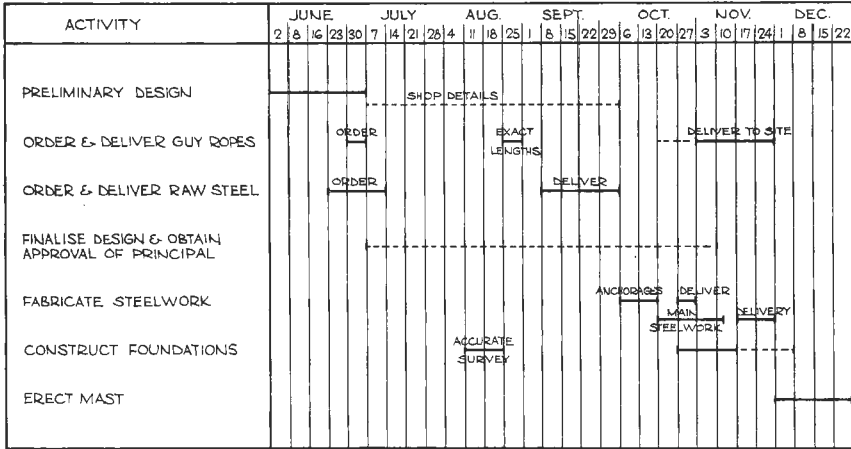 ACTIVITY
JUNE JULY AUG. SEPT. OCT. NOV. DEC.
2 8 16 23 30 7 14 21 28 4 11 18 25 1 8 15 22 29 6 13 20 27 3 10 17 24 1 8 15 22
PRELIMINARY DESIGN
SHOP DETAILS
ORDER & DELIVER GUY ROPES
ORDER
EXACT
LENGTHS
DELIVER TO SITE
ORDER & DELIVER RAW STEEL
ORDER
DELIVER
FINALISE DESIGN & OBTAIN
APPROVAL OF PRINCIPAL
FABRICATE STEELWORK
ANCHORAGES
DELIVER
MAIN
STEELWORK
DELIVERY
CONSTRUCT FOUNDATIONS
ACCURATE
SURVEY
ERECT MAST